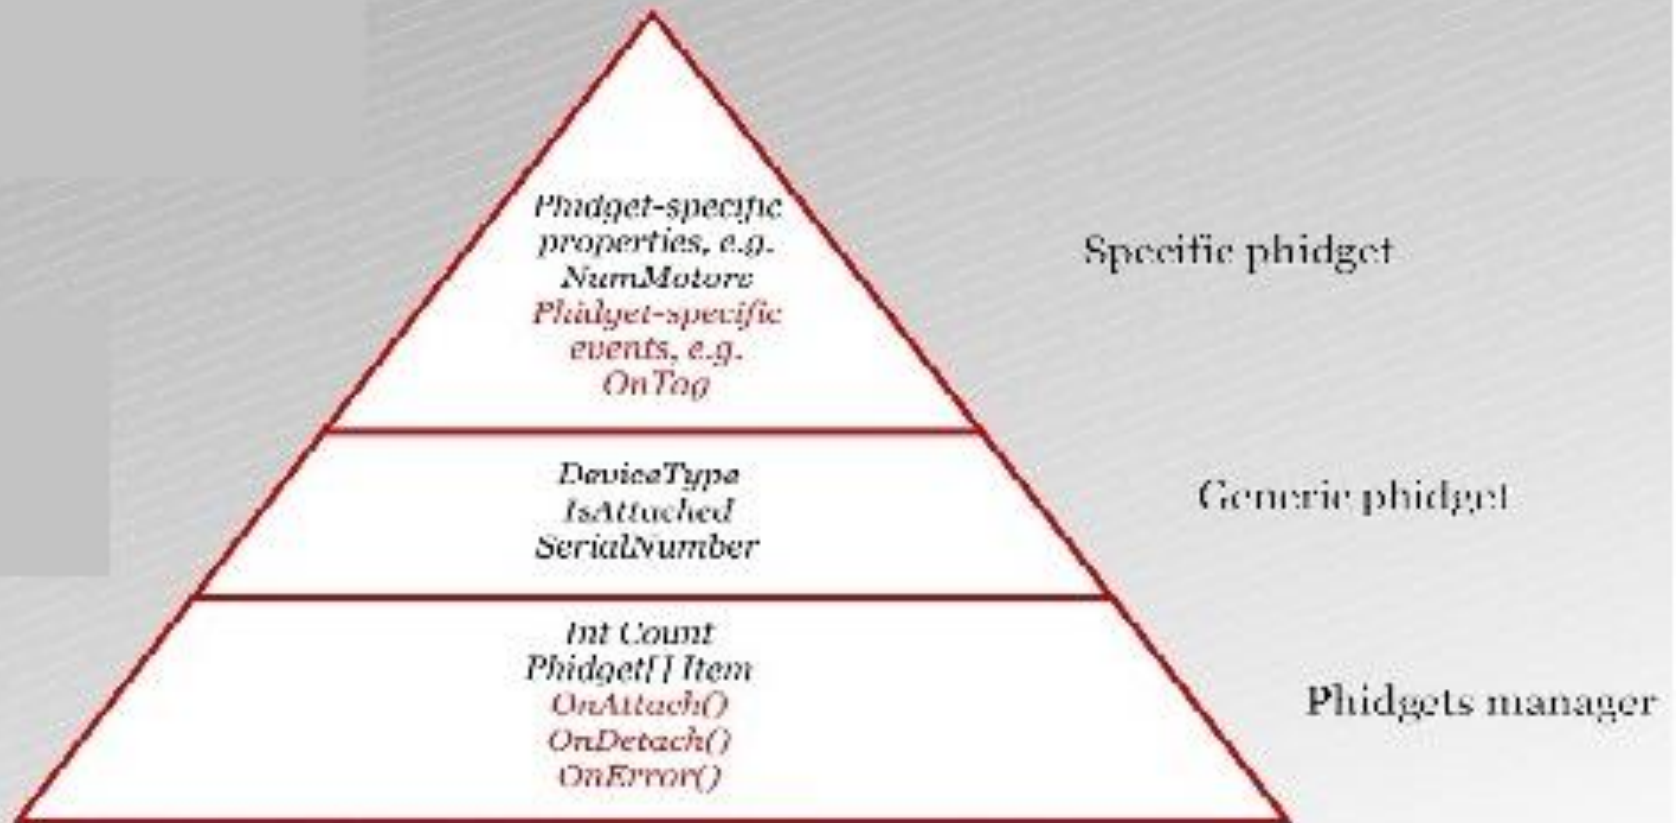 Phidget-specific
properties, e.g.
NumMotors
Phidget-specific
events, e.g.
OnTag
Specific phidget
DeviceType
IsAttached
SerialNumber
Generic phidget
Int Count
Phidget[] Item
OnAttach()
OnDetach()
OnError()
Phidgets manager